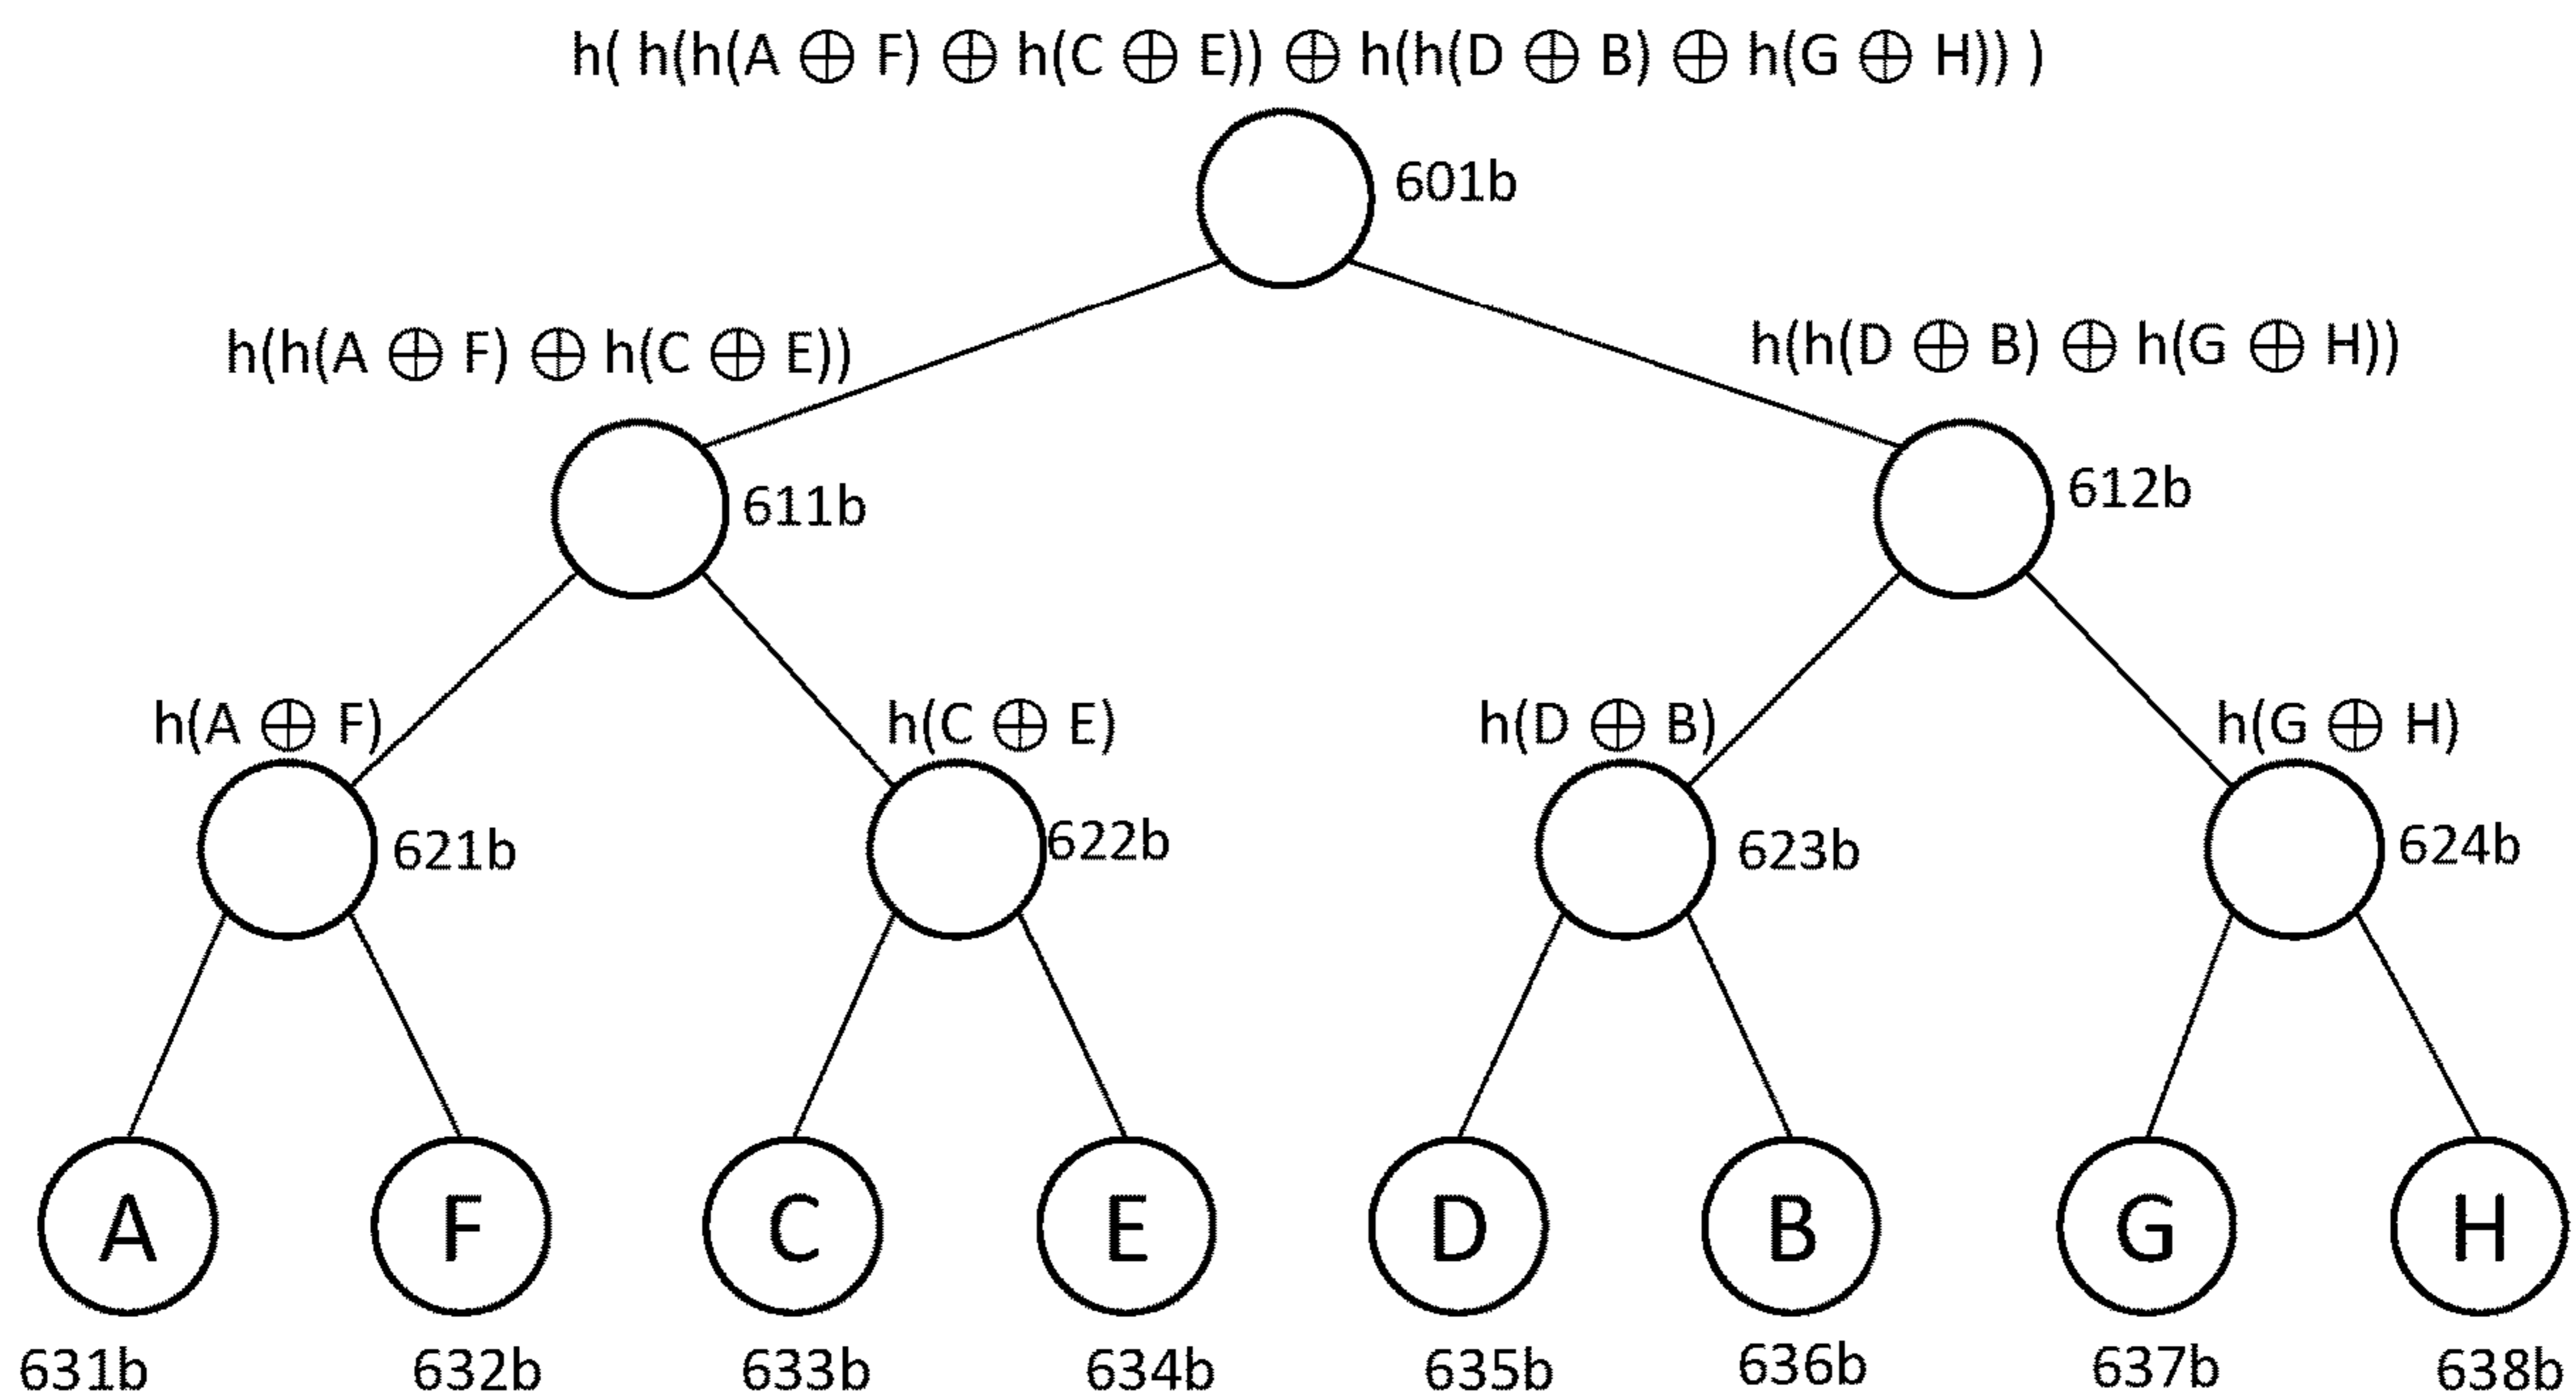 h( h(h(A ⊕ F) ⊕ h(C ⊕ E)) ⊕ h(h(D ⊕ B) ⊕ h(G ⊕ H)) )
601b
h(h(A ⊕ F) ⊕ h(C ⊕ E))
h(h(D ⊕ B) ⊕ h(G ⊕ H))
611b
612b
h(A ⊕ F)
h(C ⊕ E)
h(D ⊕ B)
h(G ⊕ H)
621b
622b
623b
624b
A
F
C
E
D
B
G
H
631b
632b
633b
634b
635b
636b
637b
638b